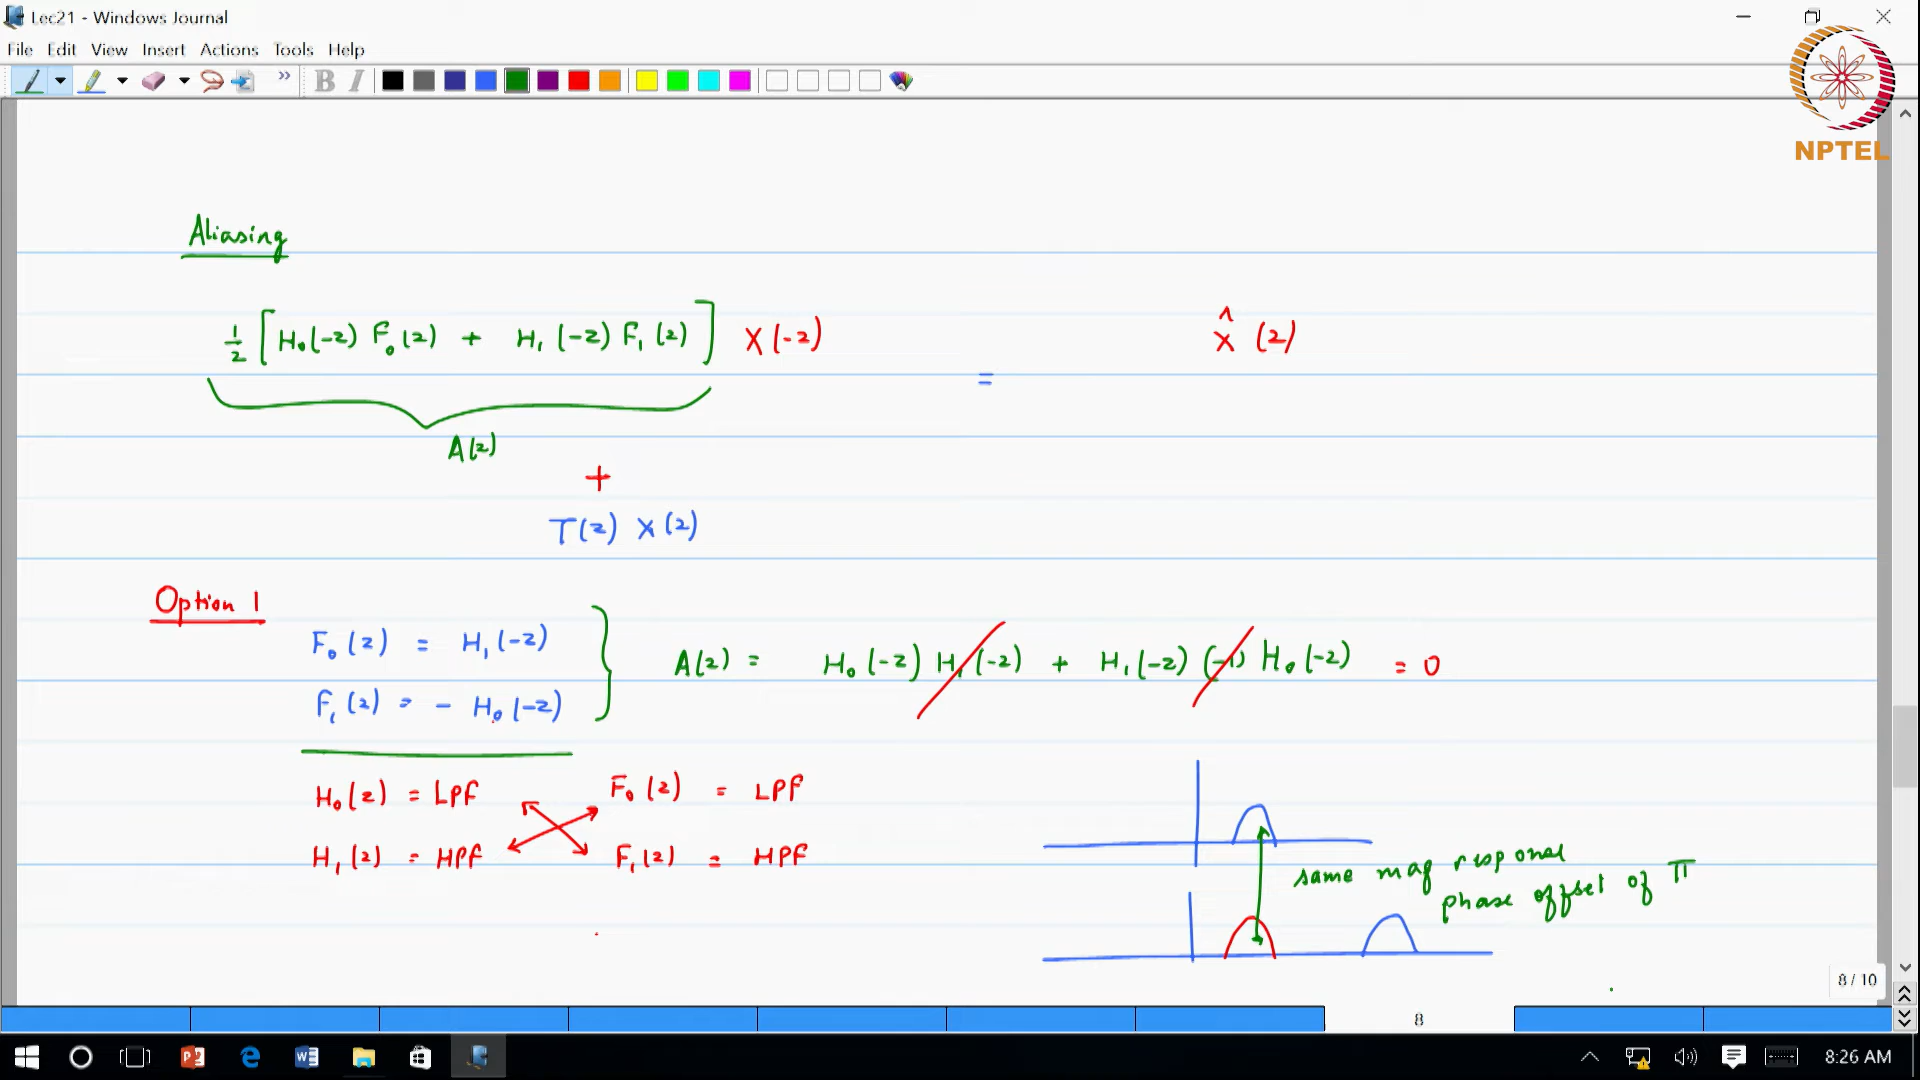 Lec21 - Windows Journal
File Edit View Insert Actions Tools Help
B I
NPTEL
Aliasing
1/2 [ H₀(-z) F₀(z) + H₁(-z) F₁(z) ] X(-z) = X̂(z)
A(z)
+
T(z) X(z)
Option 1
F₀(z) = H₁(-z)
F₁(z) = - H₀(-z)
A(z) = H₀(-z) H₁(-z) + H₁(-z) (-1) H₀(-z) = 0
H₀(z) = LPF F₀(z) = LPF
H₁(z) = HPF F₁(z) = HPF
same mag response
phase offset of π
8 / 10
8
8:26 AM